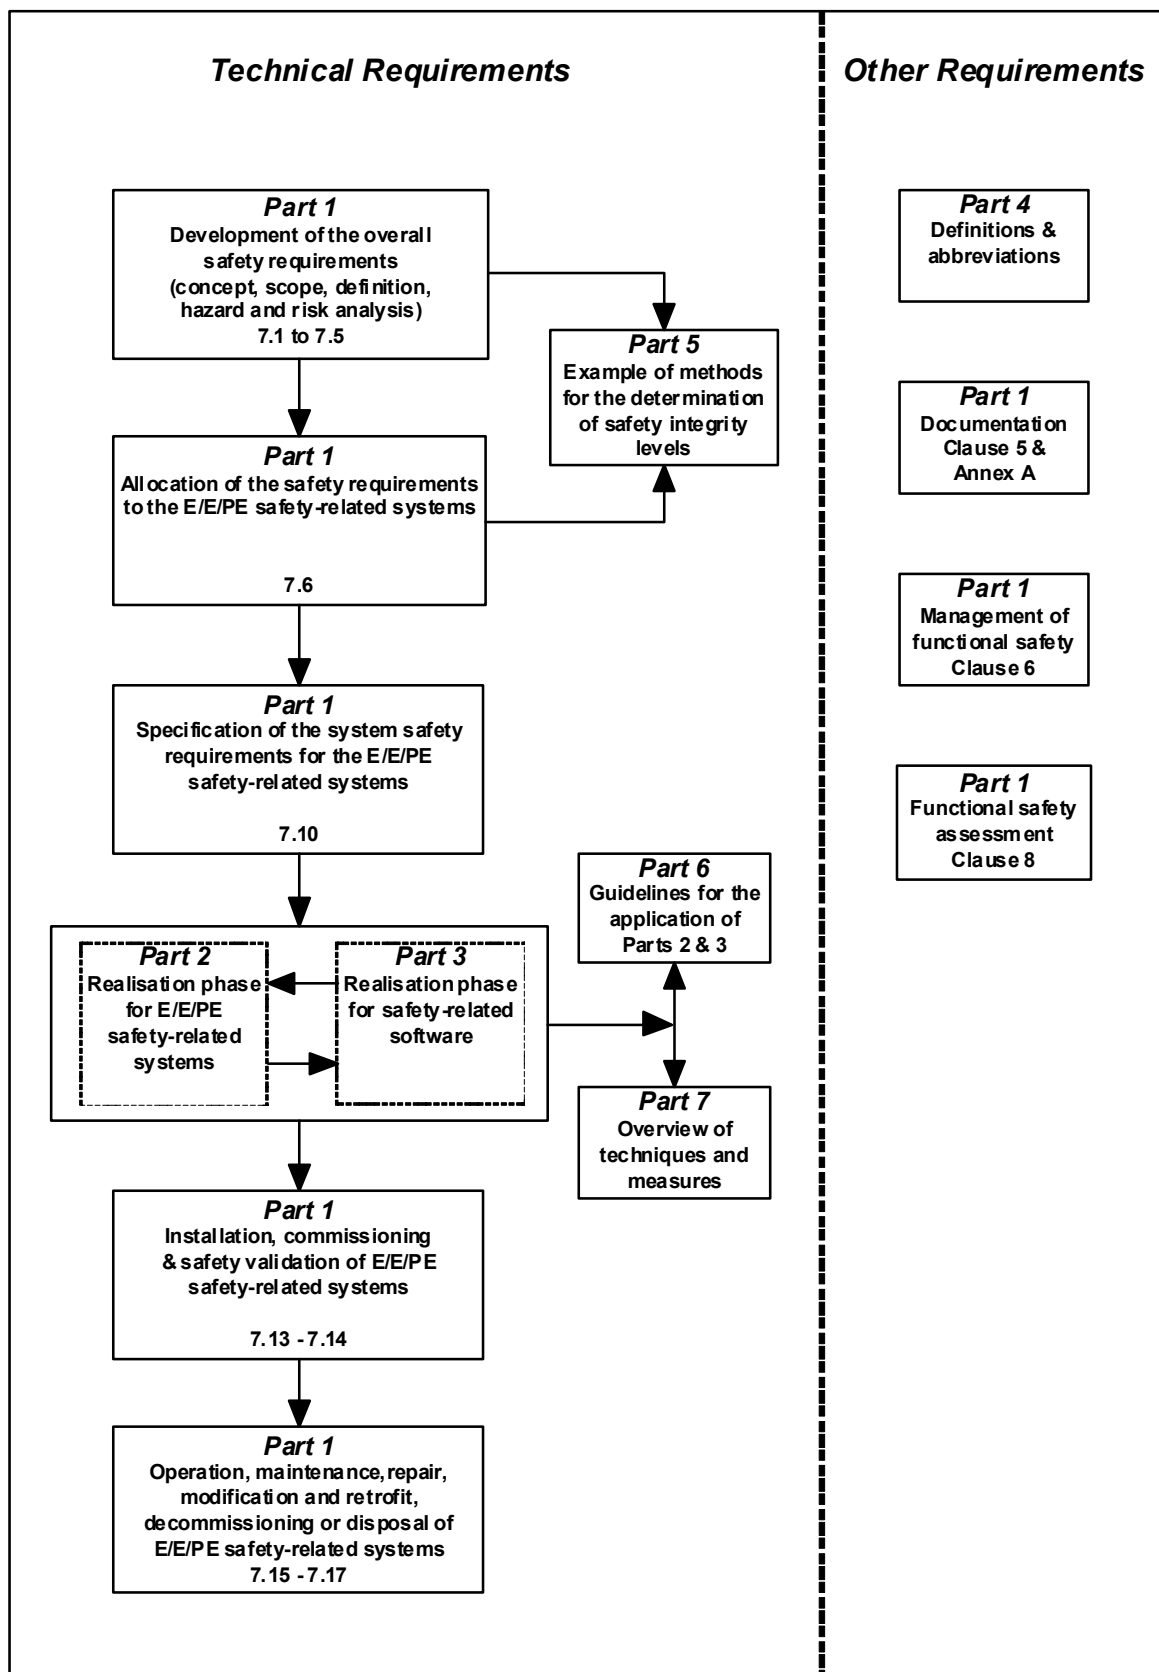 Technical Requirements
Other Requirements
Part 1
Development of the overall
safety requirements
(concept, scope, definition,
hazard and risk analysis)
7.1 to 7.5
Part 5
Example of methods
for the determination
of safety integrity
levels
Part 1
Allocation of the safety requirements
to the E/E/PE safety-related systems
7.6
Part 1
Specification of the system safety
requirements for the E/E/PE
safety-related systems
7.10
Part 6
Guidelines for the
application of
Parts 2 & 3
Part 2
Realisation phase
for E/E/PE
safety-related
systems
Part 3
Realisation phase
for safety-related
software
Part 7
Overview of
techniques and
measures
Part 1
Installation, commissioning
& safety validation of E/E/PE
safety-related systems
7.13 - 7.14
Part 1
Operation, maintenance,repair,
modification and retrofit,
decommissioning or disposal of
E/E/PE safety-related systems
7.15 - 7.17
Part 4
Definitions &
abbreviations
Part 1
Documentation
Clause 5 &
Annex A
Part 1
Management of
functional safety
Clause 6
Part 1
Functional safety
assessment
Clause 8